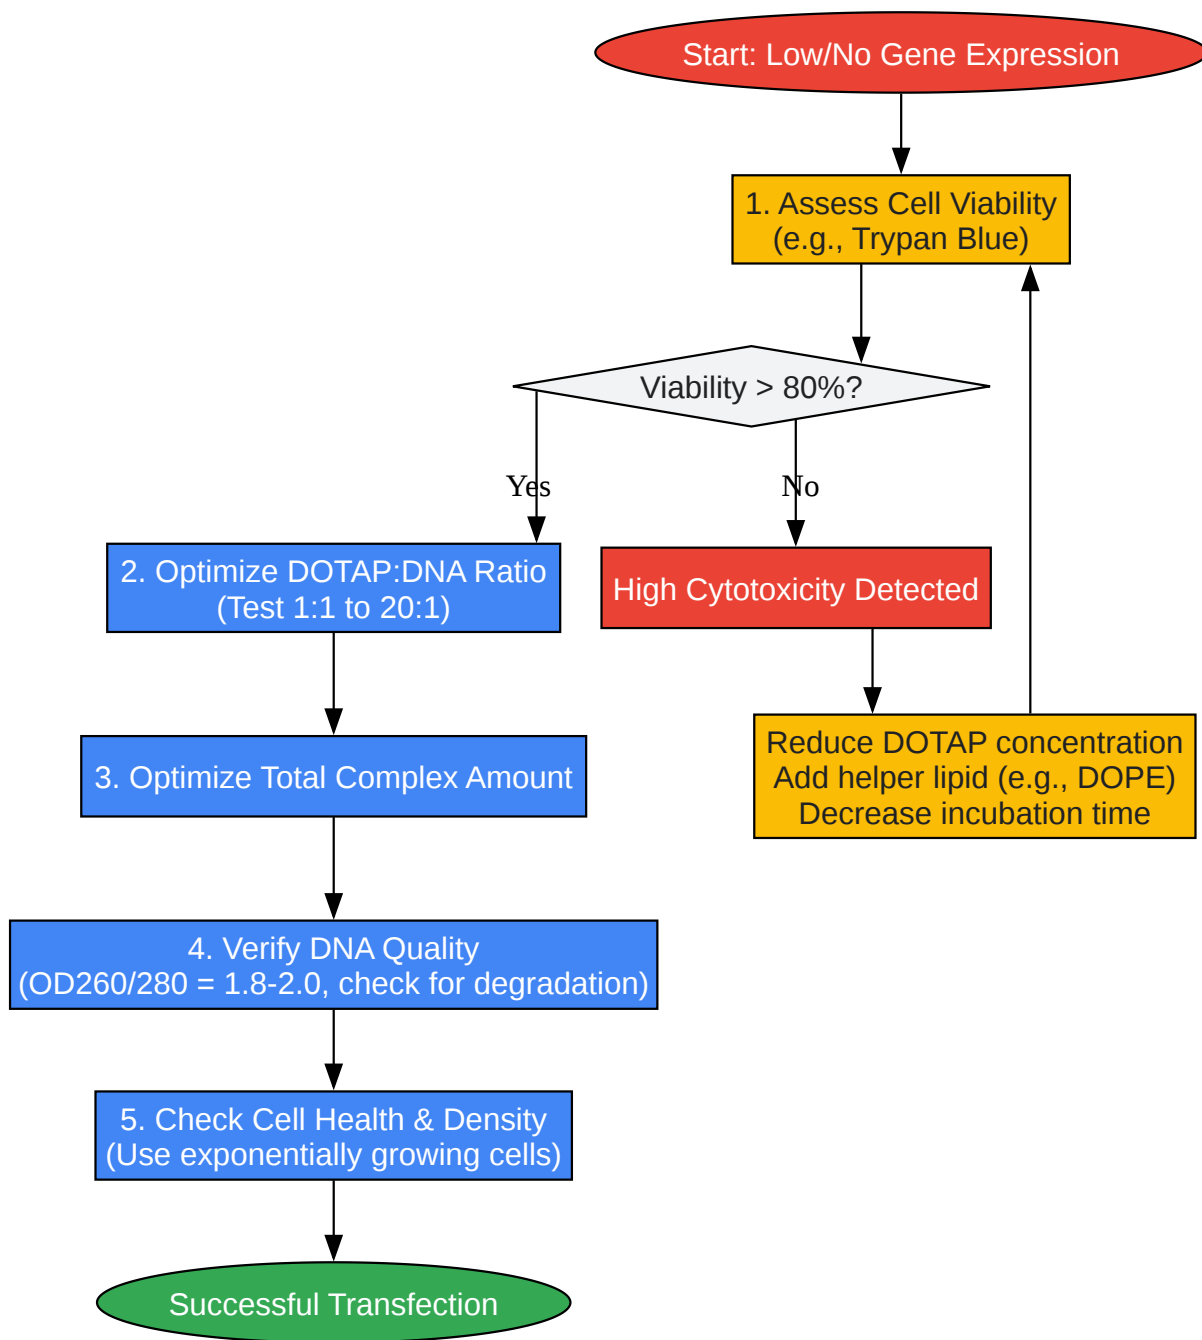 Start: Low/No Gene Expression
1. Assess Cell Viability
(e.g., Trypan Blue)
Viability > 80%?
Yes
No
2. Optimize DOTAP:DNA Ratio
(Test 1:1 to 20:1)
High Cytotoxicity Detected
3. Optimize Total Complex Amount
Reduce DOTAP concentration
Add helper lipid (e.g., DOPE)
Decrease incubation time
4. Verify DNA Quality
(OD260/280 = 1.8-2.0, check for degradation)
5. Check Cell Health & Density
(Use exponentially growing cells)
Successful Transfection